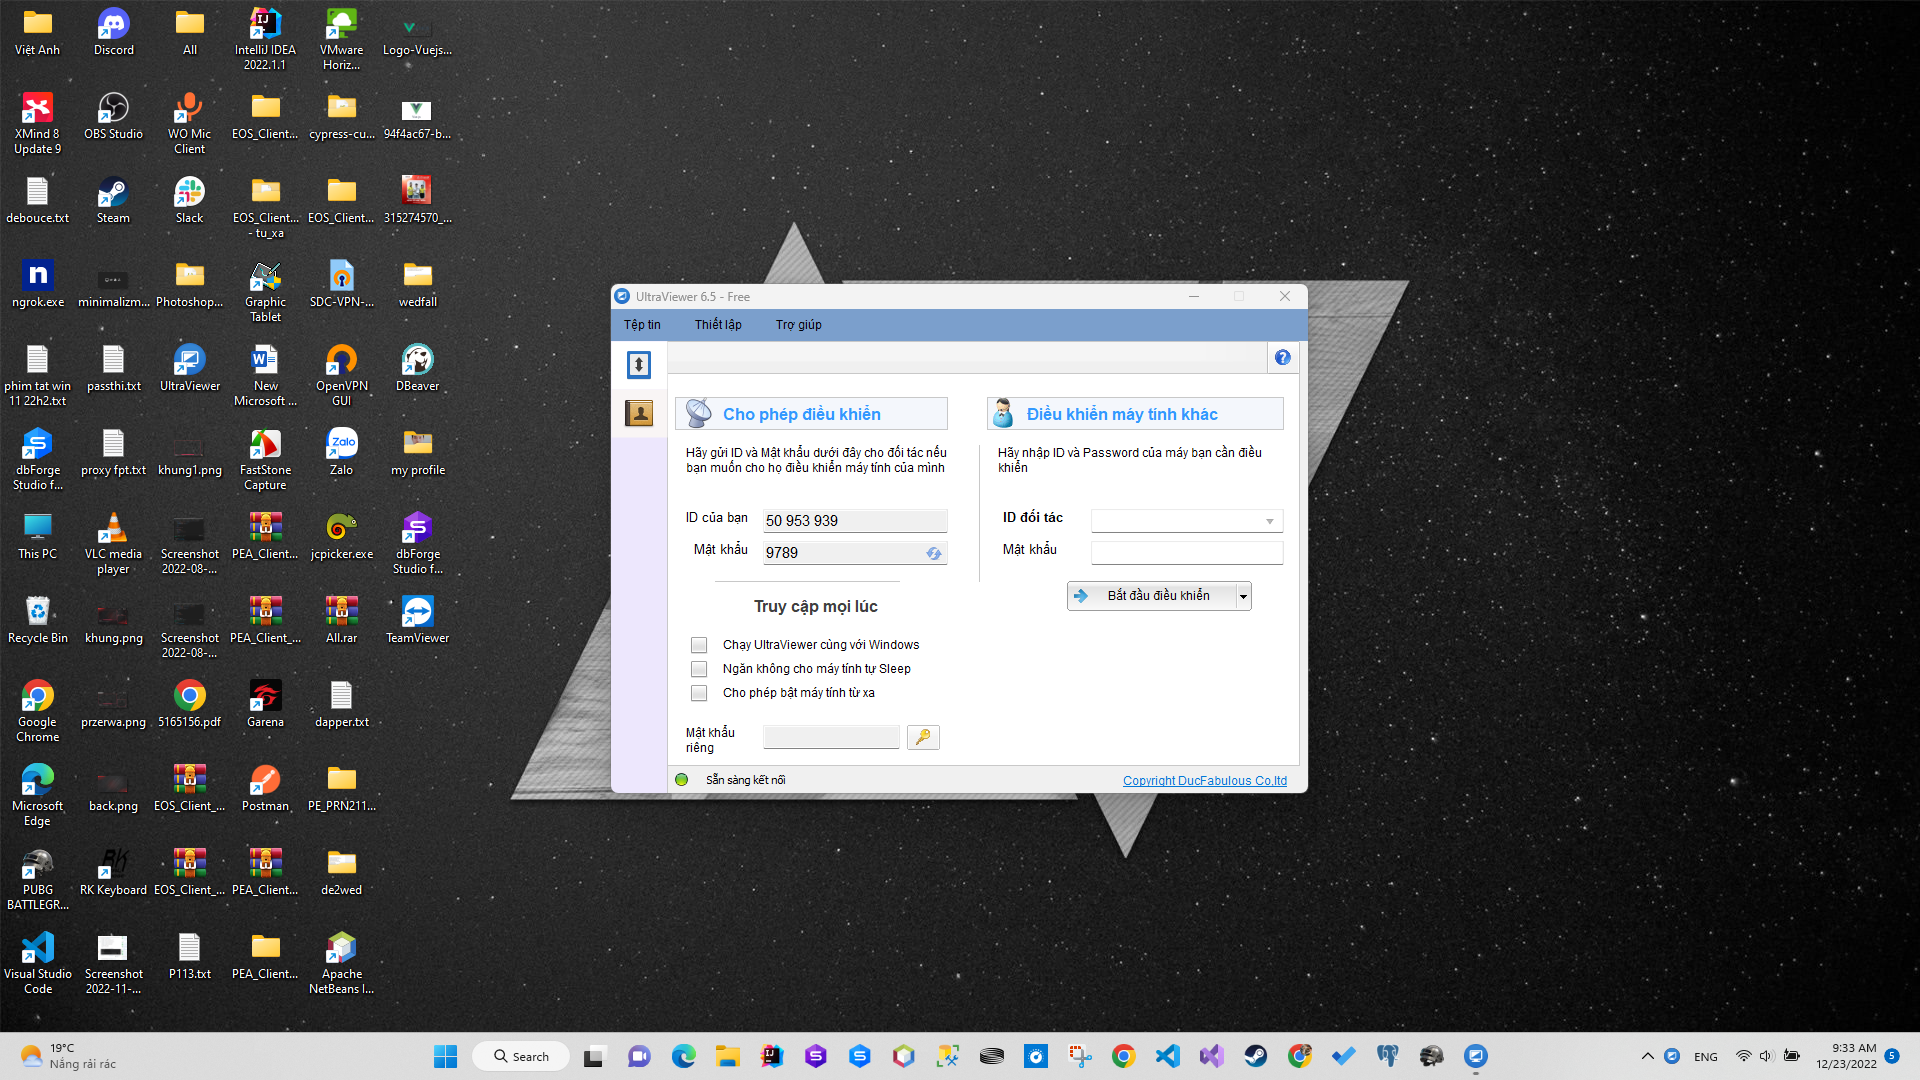 Việt Anh
Discord
All
IntelliJ IDEA
2022.1.1
VMware
Horiz...
Logo-Vuejs...
XMind 8
Update 9
OBS Studio
WO Mic
Client
EOS_Client...
cypress-cu...
94f4ac67-b...
debouce.txt
Steam
Slack
EOS_Client...
- tu_xa
EOS_Client...
315274570_...
ngrok.exe
minimalizm...
Photoshop...
Graphic
Tablet
SDC-VPN-...
wedfall
phim tat win
11 22h2.txt
passthi.txt
UltraViewer
New
Microsoft ...
OpenVPN
GUI
DBeaver
dbForge
Studio f...
proxy fpt.txt
khung1.png
FastStone
Capture
Zalo
my profile
This PC
VLC media
player
Screenshot
2022-08-...
PEA_Client...
jcpicker.exe
dbForge
Studio f...
Recycle Bin
khung.png
Screenshot
2022-08-...
PEA_Client_...
All.rar
TeamViewer
Google
Chrome
przerwa.png
5165156.pdf
Garena
dapper.txt
Microsoft
Edge
back.png
EOS_Client_...
Postman
PE_PRN211...
PUBG
BATTLEGR...
RK Keyboard
EOS_Client_...
PEA_Client...
de2wed
Visual Studio
Code
Screenshot
2022-11-...
P113.txt
PEA_Client...
Apache
NetBeans I...
UltraViewer 6.5 - Free
Tệp tin
Thiết lập
Trợ giúp
Cho phép điều khiển
Hãy gửi ID và Mật khẩu dưới đây cho đối tác nếu
bạn muốn cho họ điều khiển máy tính của mình
ID của bạn
50 953 939
Mật khẩu
9789
Truy cập mọi lúc
Chạy UltraViewer cùng với Windows
Ngăn không cho máy tính tự Sleep
Cho phép bật máy tính từ xa
Mật khẩu
riêng
Điều khiển máy tính khác
Hãy nhập ID và Password của máy bạn cần điều
khiển
ID đối tác
Mật khẩu
Bắt đầu điều khiển
Sẵn sàng kết nối
Copyright DucFabulous Co,ltd
19°C
Nắng rải rác
Search
ENG
9:33 AM
12/23/2022
5